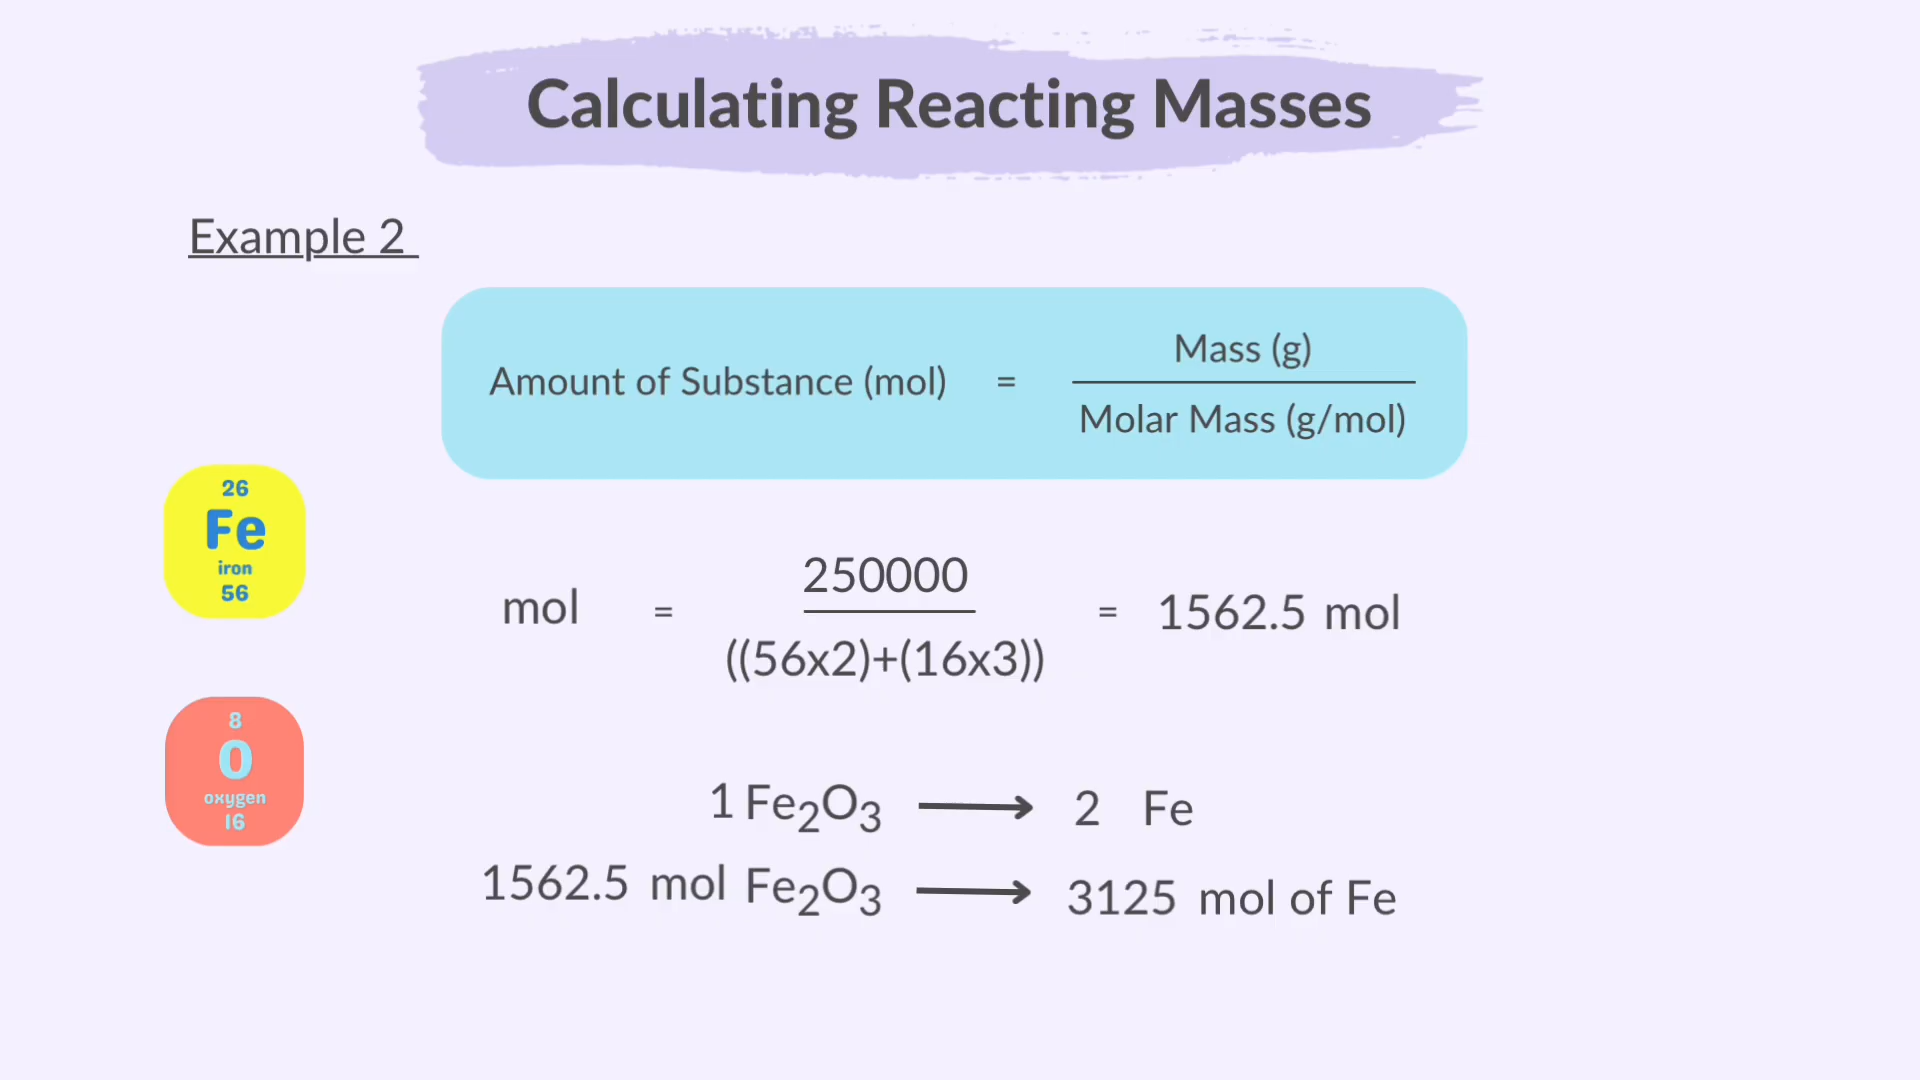 Calculating Reacting Masses
Example 2
Amount of Substance (mol) = Mass (g)
Molar Mass (g/mol)
26
Fe
iron
56
mol = 250000 = 1562.5 mol
((56x2)+(16x3))
8
O
oxygen
16
1 Fe₂O₃ → 2 Fe
1562.5 mol Fe₂O₃ → 3125 mol of Fe